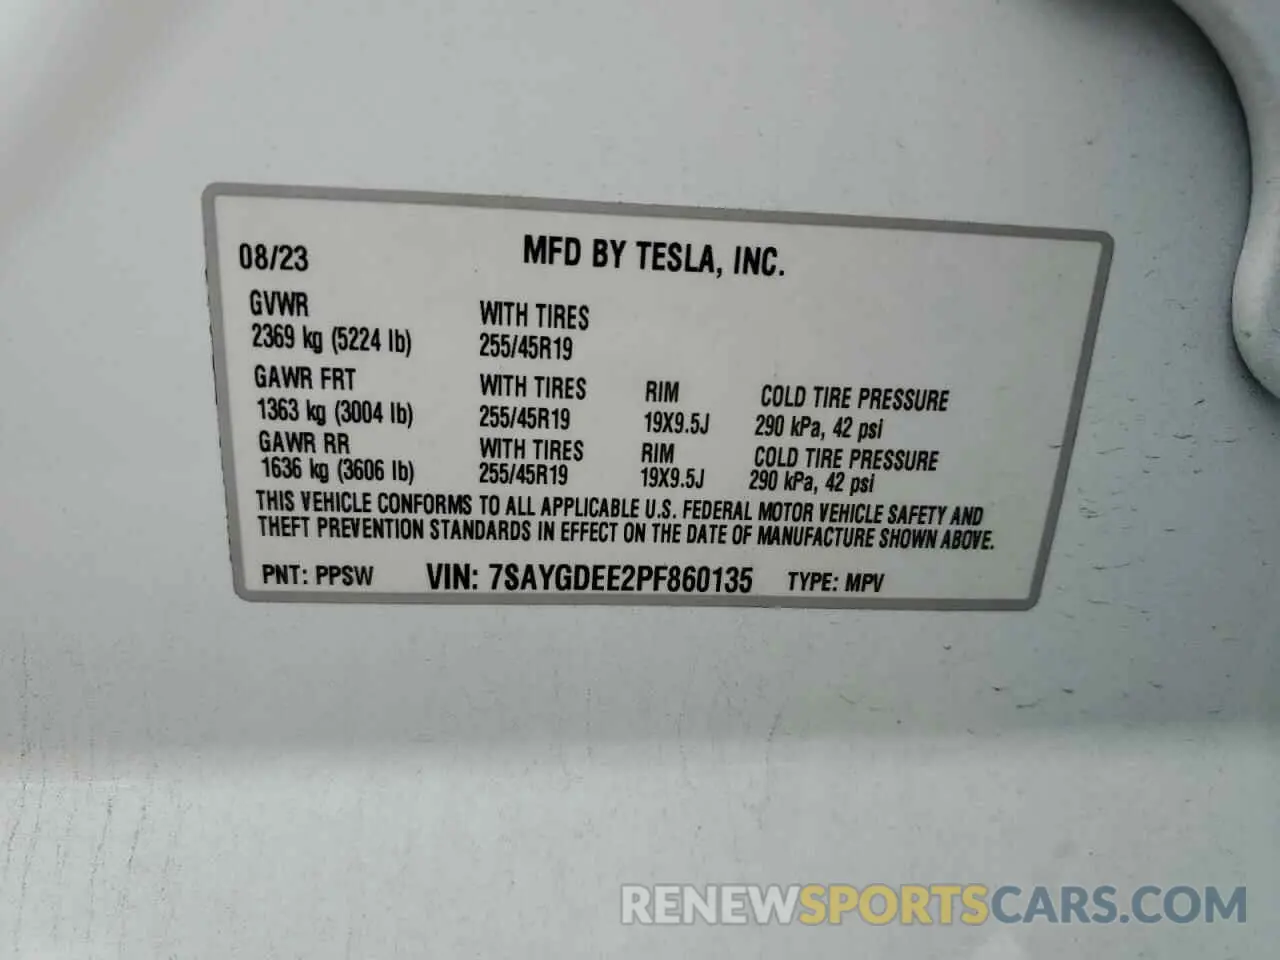 08/23 MFD BY TESLA, INC.
GVWR WITH TIRES
2369 kg (5224 lb) 255/45R19
GAWR FRT WITH TIRES RIM COLD TIRE PRESSURE
1363 kg (3004 lb) 255/45R19 19X9.5J 290 kPa, 42 psi
GAWR RR WITH TIRES RIM COLD TIRE PRESSURE
1636 kg (3606 lb) 255/45R19 19X9.5J 290 kPa, 42 psi
THIS VEHICLE CONFORMS TO ALL APPLICABLE U.S. FEDERAL MOTOR VEHICLE SAFETY AND
THEFT PREVENTION STANDARDS IN EFFECT ON THE DATE OF MANUFACTURE SHOWN ABOVE.
PNT: PPSW VIN: 7SAYGDEE2PF860135 TYPE: MPV
RENEWSPORTSCARS.COM